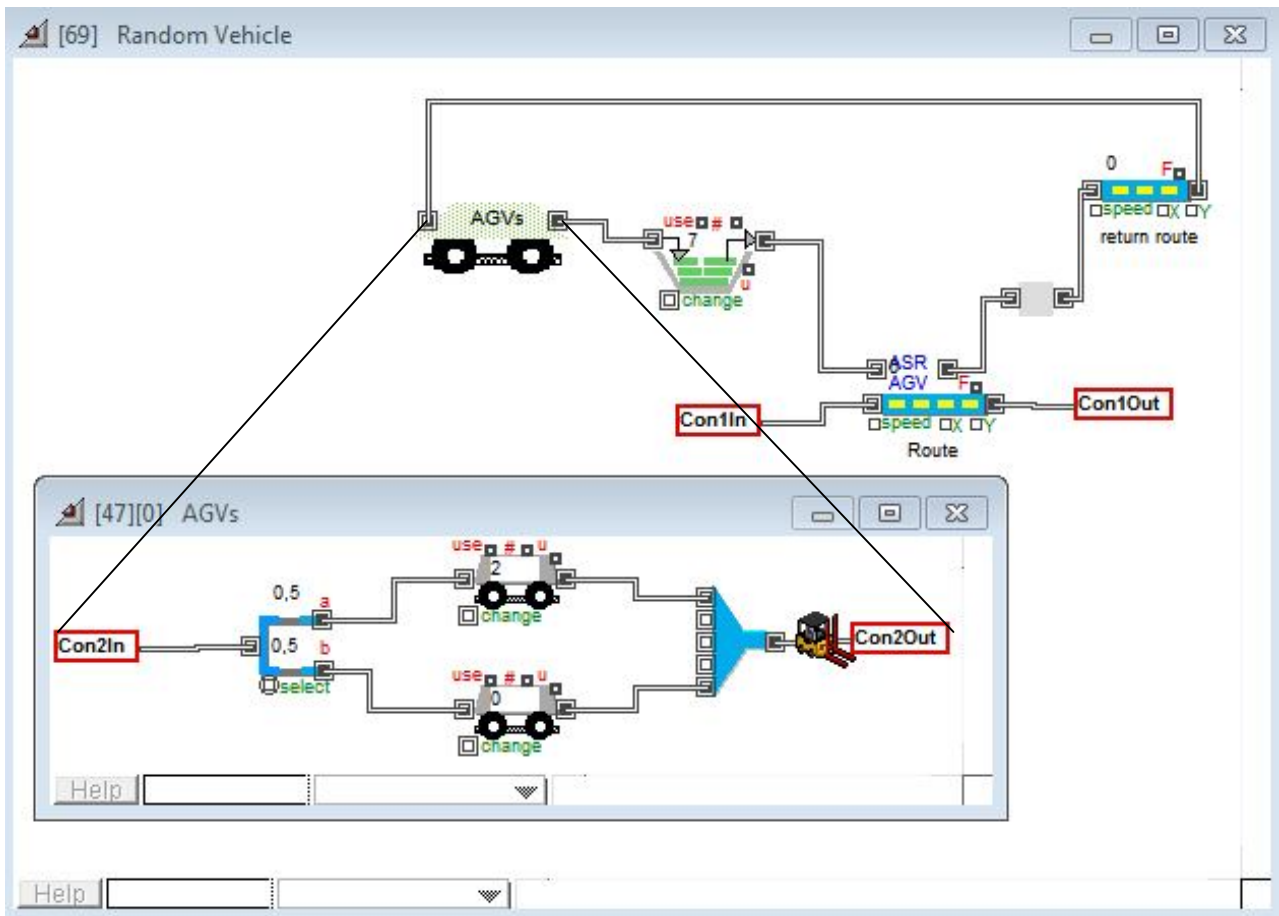 [69] Random Vehicle
0
F
AGVs
use #
7
speed X Y
return route
u
change
ASR
AGV
F
Con1In
Con1Out
speed X Y
Route
[47][0] AGVs
use # u
2
0,5
a
change
Con2In
0,5
b
Con2Out
select
use # u
0
change
Help
Help